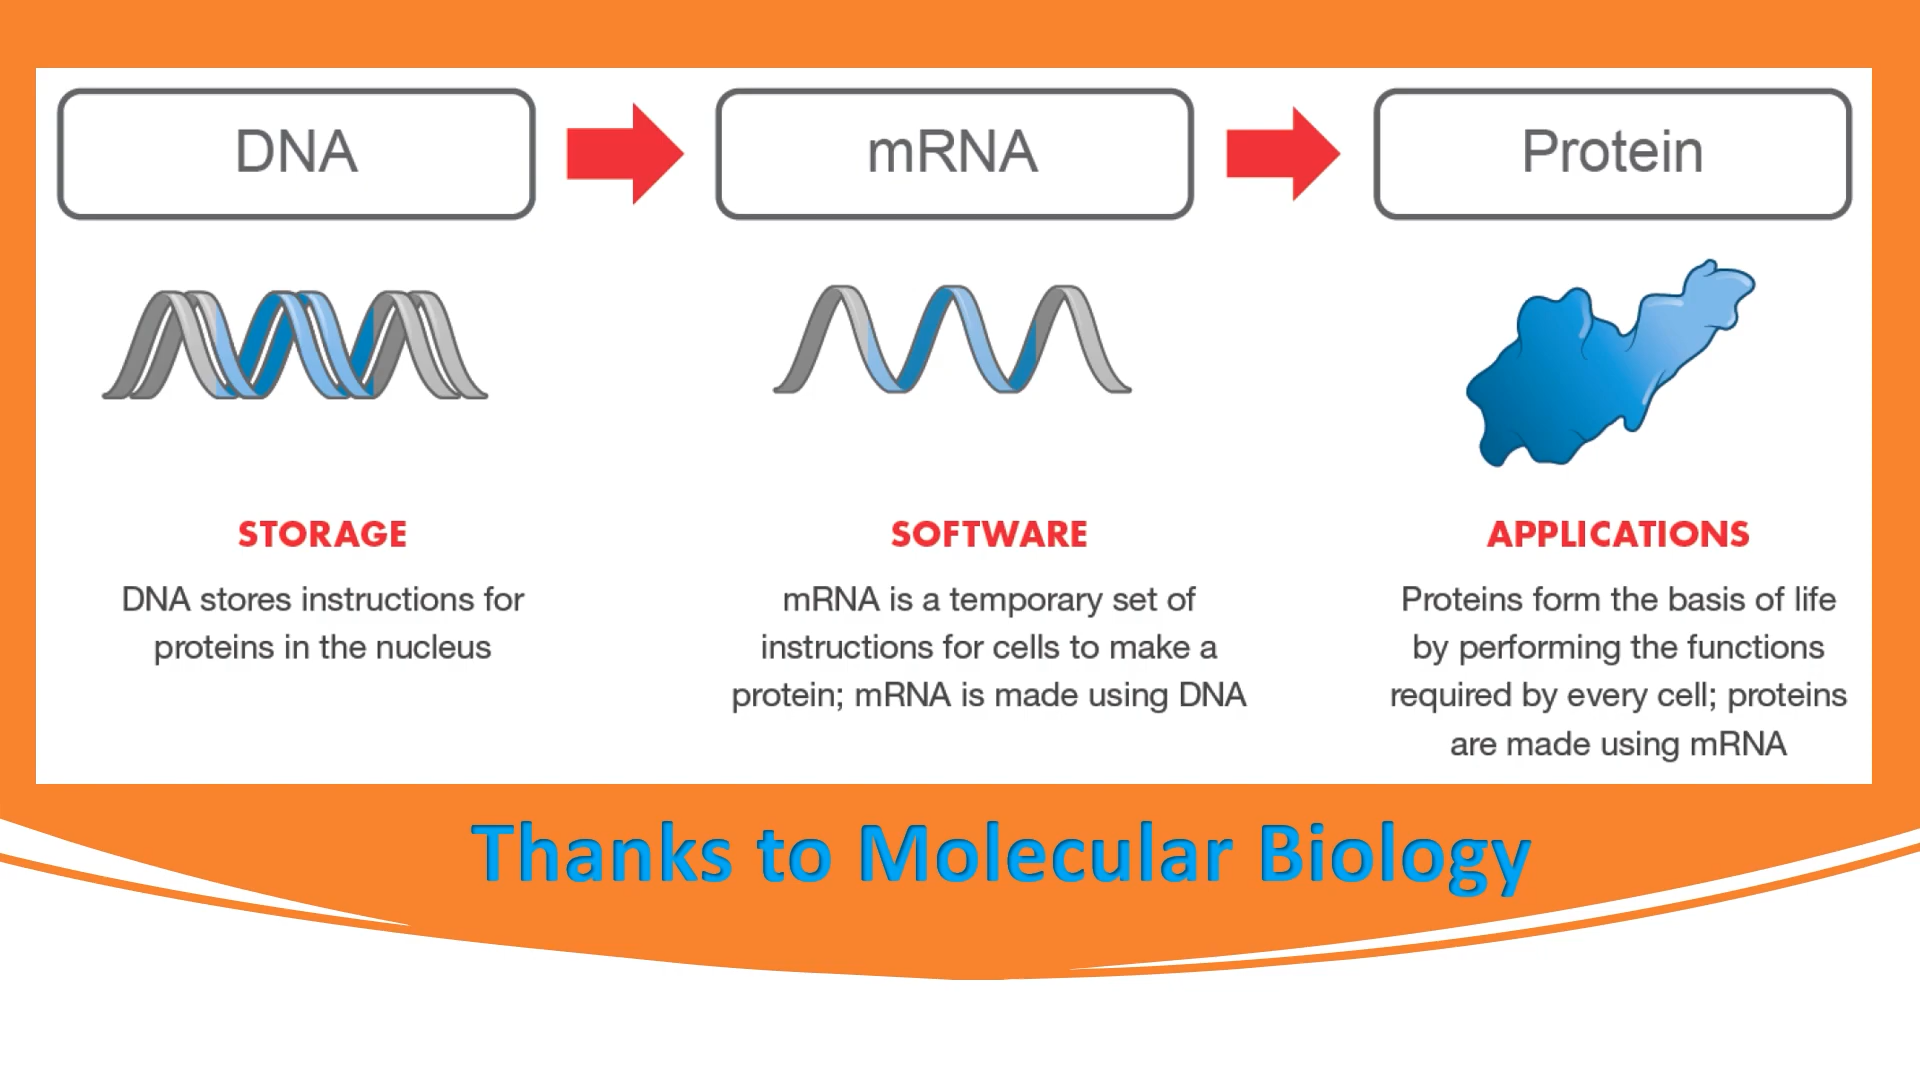 DNA
mRNA
Protein
STORAGE
DNA stores instructions for
proteins in the nucleus
SOFTWARE
mRNA is a temporary set of
instructions for cells to make a
protein; mRNA is made using DNA
APPLICATIONS
Proteins form the basis of life
by performing the functions
required by every cell; proteins
are made using mRNA
Thanks to Molecular Biology